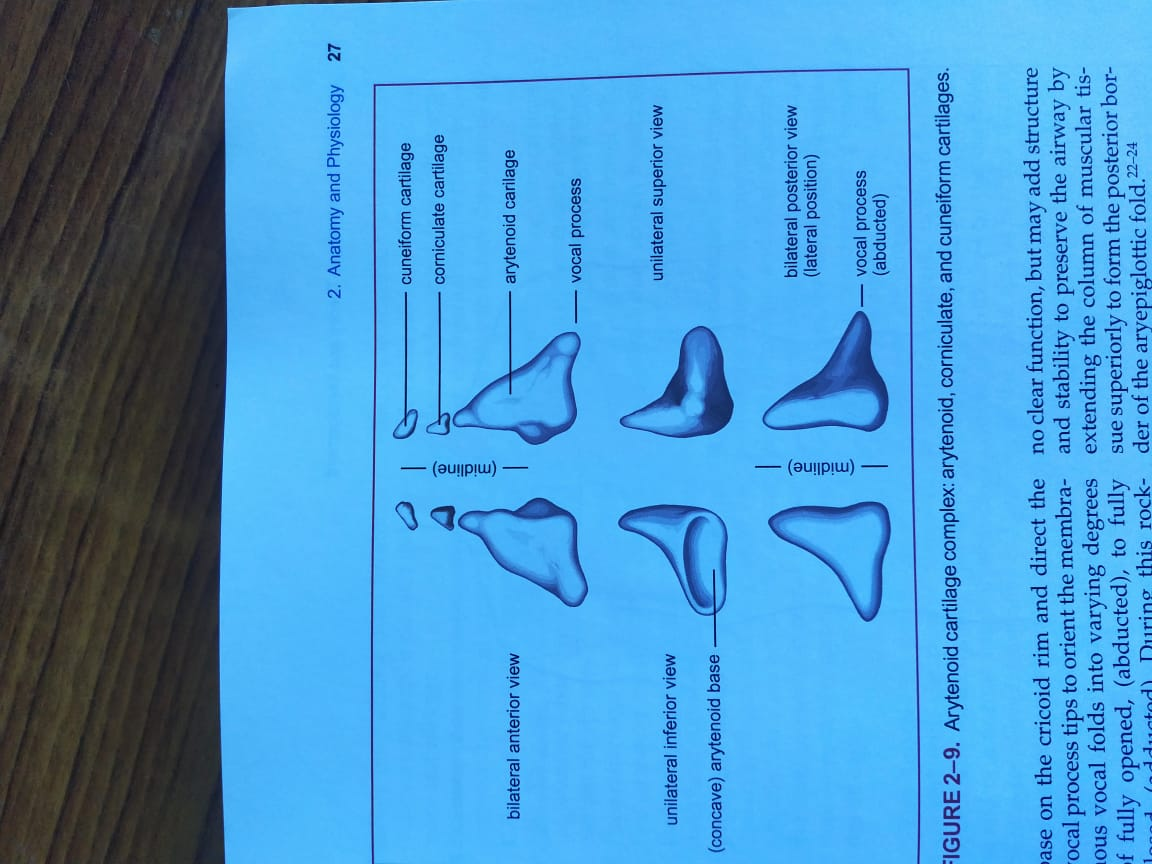 2. Anatomy and Physiology 27
cuneiform cartilage
corniculate cartilage
(midline)
bilateral anterior view
arytenoid carilage
vocal process
unilateral inferior view
unilateral superior view
(concave) arytenoid base
bilateral posterior view
(lateral position)
(midline)
vocal process
(abducted)
FIGURE 2–9. Arytenoid cartilage complex: arytenoid, corniculate, and cuneiform cartilages.
base on the cricoid rim and direct the
vocal process tips to orient the membra-
ous vocal folds into varying degrees
f fully opened, (abducted), to fully
(adducted). During this rock-
no clear function, but may add structure
and stability to preserve the airway by
extending the column of muscular tis-
sue superiorly to form the posterior bor-
der of the aryepiglottic fold.22–24